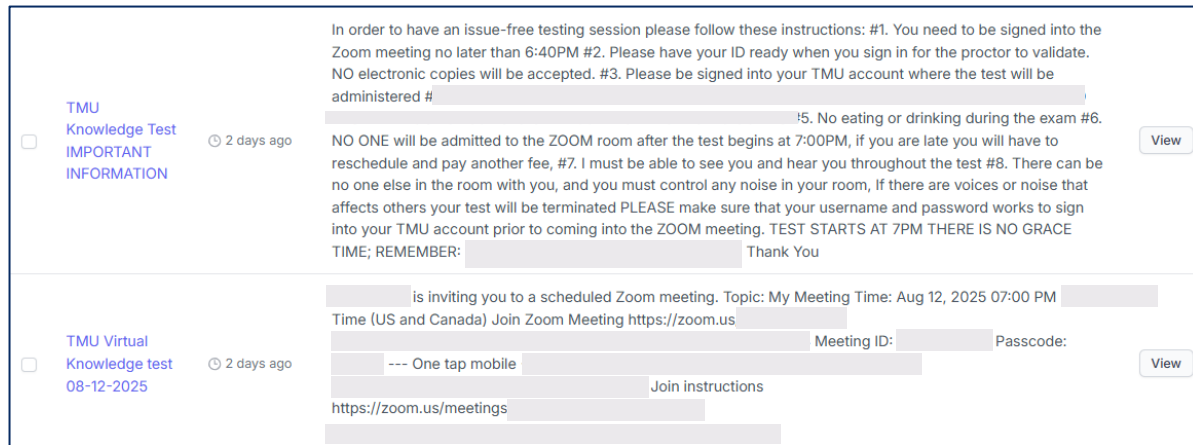 TMU
Knowledge Test
IMPORTANT
INFORMATION
2 days ago
In order to have an issue-free testing session please follow these instructions: #1. You need to be signed into the
Zoom meeting no later than 6:40PM #2. Please have your ID ready when you sign in for the proctor to validate.
NO electronic copies will be accepted. #3. Please be signed into your TMU account where the test will be
administered #
#5. No eating or drinking during the exam #6.
NO ONE will be admitted to the ZOOM room after the test begins at 7:00PM, if you are late you will have to
reschedule and pay another fee, #7. I must be able to see you and hear you throughout the test #8. There can be
no one else in the room with you, and you must control any noise in your room, If there are voices or noise that
affects others your test will be terminated PLEASE make sure that your username and password works to sign
into your TMU account prior to coming into the ZOOM meeting. TEST STARTS AT 7PM THERE IS NO GRACE
TIME; REMEMBER: Thank You
View
TMU Virtual
Knowledge test
08-12-2025
2 days ago
is inviting you to a scheduled Zoom meeting. Topic: My Meeting Time: Aug 12, 2025 07:00 PM
Time (US and Canada) Join Zoom Meeting https://zoom.us
Meeting ID: Passcode:
--- One tap mobile
Join instructions
https://zoom.us/meetings
View